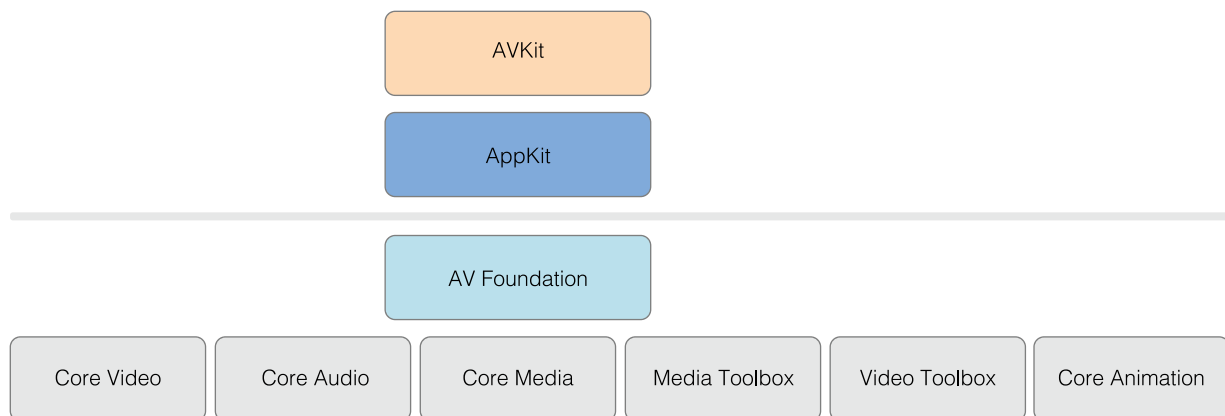 AVKit
AppKit
AV Foundation
Core Video
Core Audio
Core Media
Media Toolbox
Video Toolbox
Core Animation